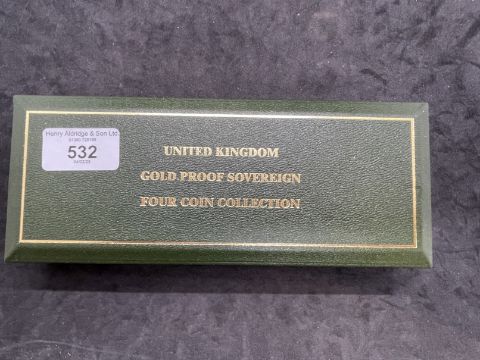 Henry Aldridge & Son Ltd
532
UNITED KINGDOM
GOLD PROOF SOVEREIGN
FOUR COIN COLLECTION